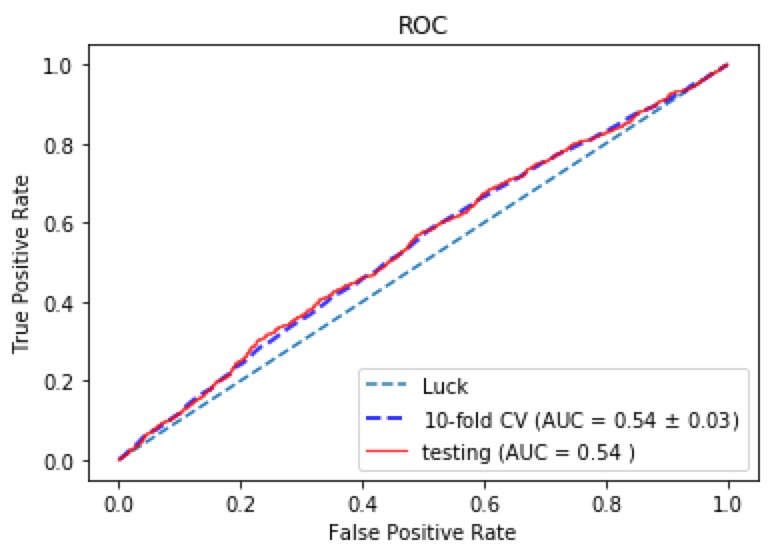 ROC
True Positive Rate
1.0
0.8
0.6
0.4
0.2
0.0
Luck
10-fold CV (AUC = 0.54 ± 0.03)
testing (AUC = 0.54 )
0.0 0.2 0.4 0.6 0.8 1.0
False Positive Rate